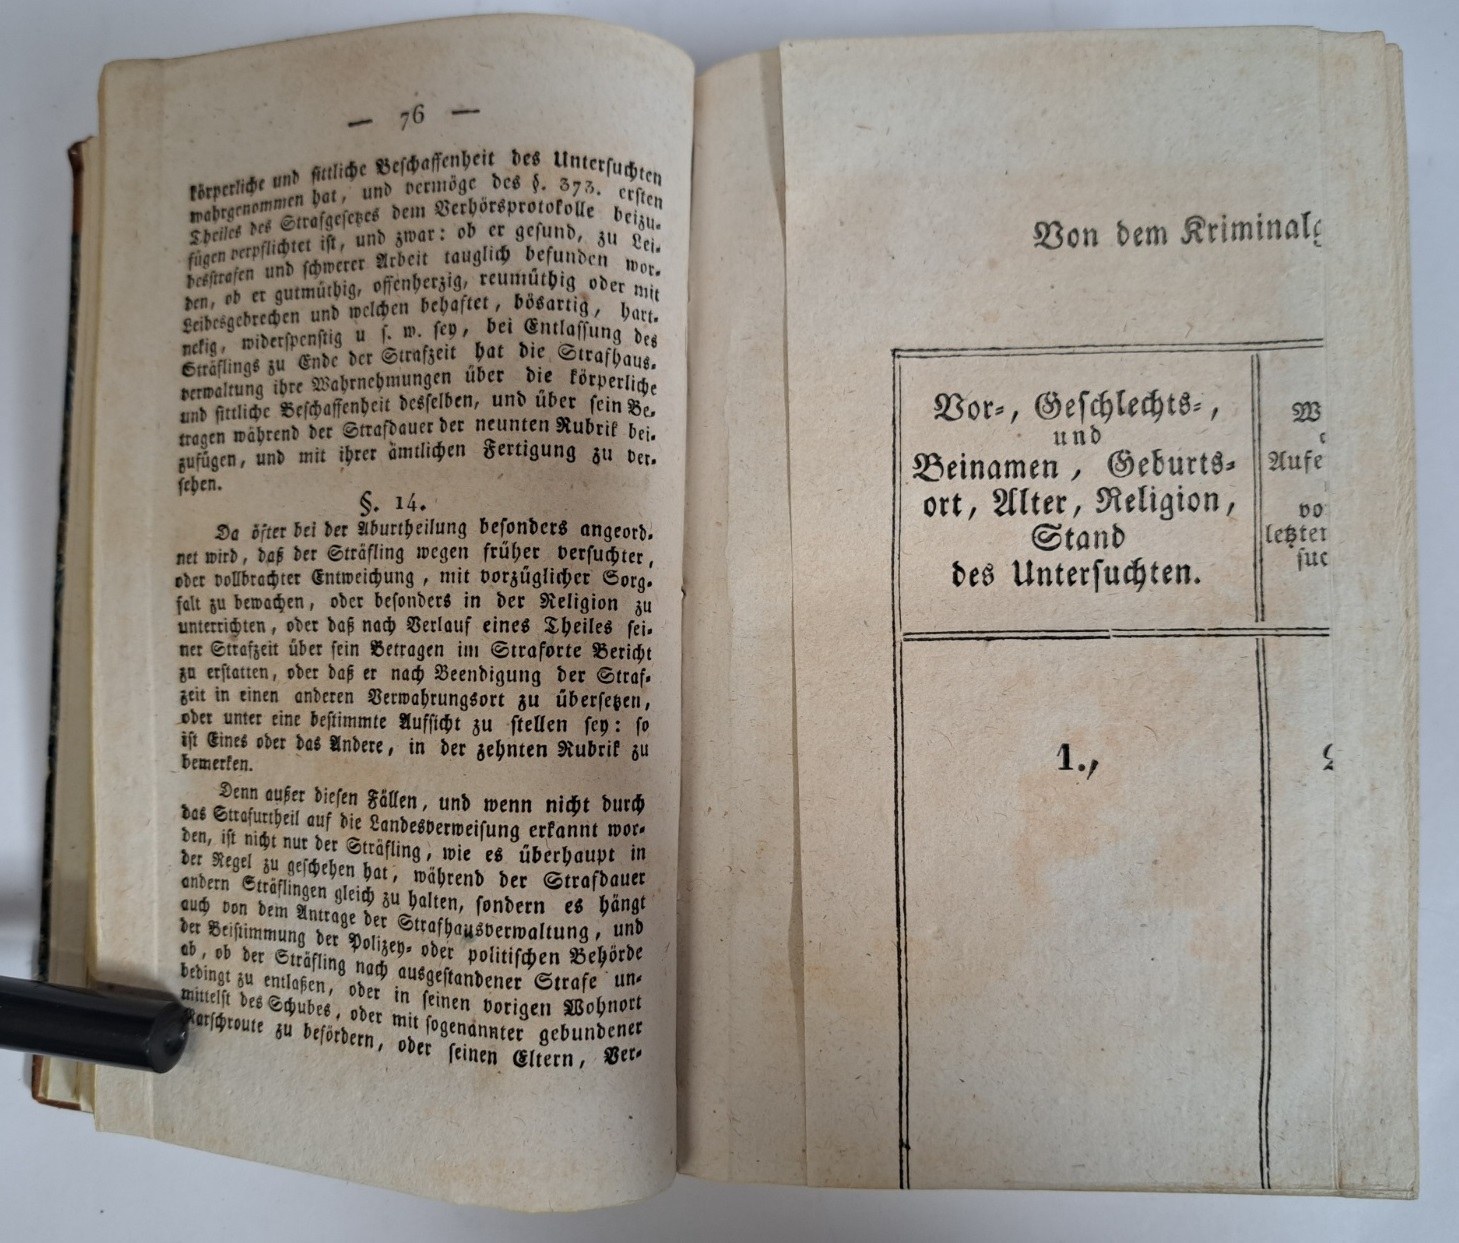 — 76 —
körperliche und sittliche Beschaffenheit des Untersuchten
wahrgenommen hat, und vermöge des §. 373. ersten
Theiles des Strafgesetzes dem Verhörsprotokolle beizu-
fügen verpflichtet ist, und zwar: ob er gesund, zu Lei-
besstrafen und schwerer Arbeit tauglich befunden wor-
den, ob er gutmüthig, offenherzig, reumüthig oder mit
Leibesgebrechen und welchen behaftet, bösartig, hart-
nekig, widerspenstig u s. w. sey, bei Entlassung des
Sträflings zu Ende der Strafzeit hat die Strafhaus-
verwaltung ihre Wahrnehmungen über die körperliche
und sittliche Beschaffenheit desselben, und über sein Be-
tragen während der Strafdauer der neunten Rubrik bei-
zufügen, und mit ihrer ämtlichen Fertigung zu ver-
sehen.
§. 14.
Da öfter bei der Aburtheilung besonders angeord-
net wird, daß der Sträfling wegen früher versuchter,
oder vollbrachter Entweichung, mit vorzüglicher Sorg-
falt zu bewachen, oder besonders in der Religion zu
unterrichten, oder daß nach Verlauf eines Theiles sei-
ner Strafzeit über sein Betragen im Straforte Bericht
zu erstatten, oder daß er nach Beendigung der Straf-
zeit in einen anderen Verwahrungsort zu übersetzen,
oder unter eine bestimmte Aufsicht zu stellen sey: so
ist Eines oder das Andere, in der zehnten Rubrik zu
bemerken.
Denn außer diesen Fällen, und wenn nicht durch
das Strafurtheil auf die Landesverweisung erkannt wor-
den, ist nicht nur der Sträfling, wie es überhaupt in
der Regel zu geschehen hat, während der Strafdauer
andern Sträflingen gleich zu halten, sondern es hängt
auch von dem Antrage der Strafhausverwaltung, und
der Beistimmung der Polizey- oder politischen Behörde
ab, ob der Sträfling nach ausgestandener Strafe un-
bedingt zu entlaßen, oder in seinen vorigen Wohnort
mittelst des Schubes, oder mit sogenannter gebundener
Marschroute zu befördern, oder seinen Eltern, Ver-
Von dem Kriminalg
Vor-, Geschlechts-,
und
Beinamen, Geburts-
ort, Alter, Religion,
Stand
des Untersuchten.
W
Aufe
vo
letzter
suc
1.,